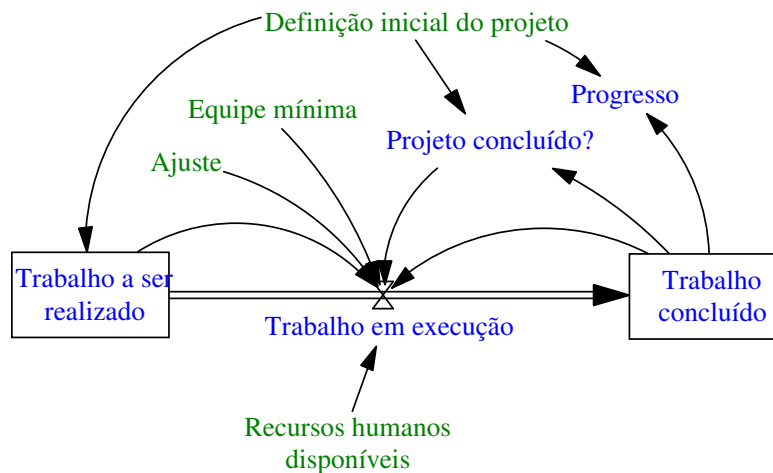 Definição inicial do projeto
Progresso
Equipe mínima
Projeto concluído?
Ajuste
Trabalho a ser
realizado
Trabalho
concluído
Trabalho em execução
Recursos humanos
disponíveis